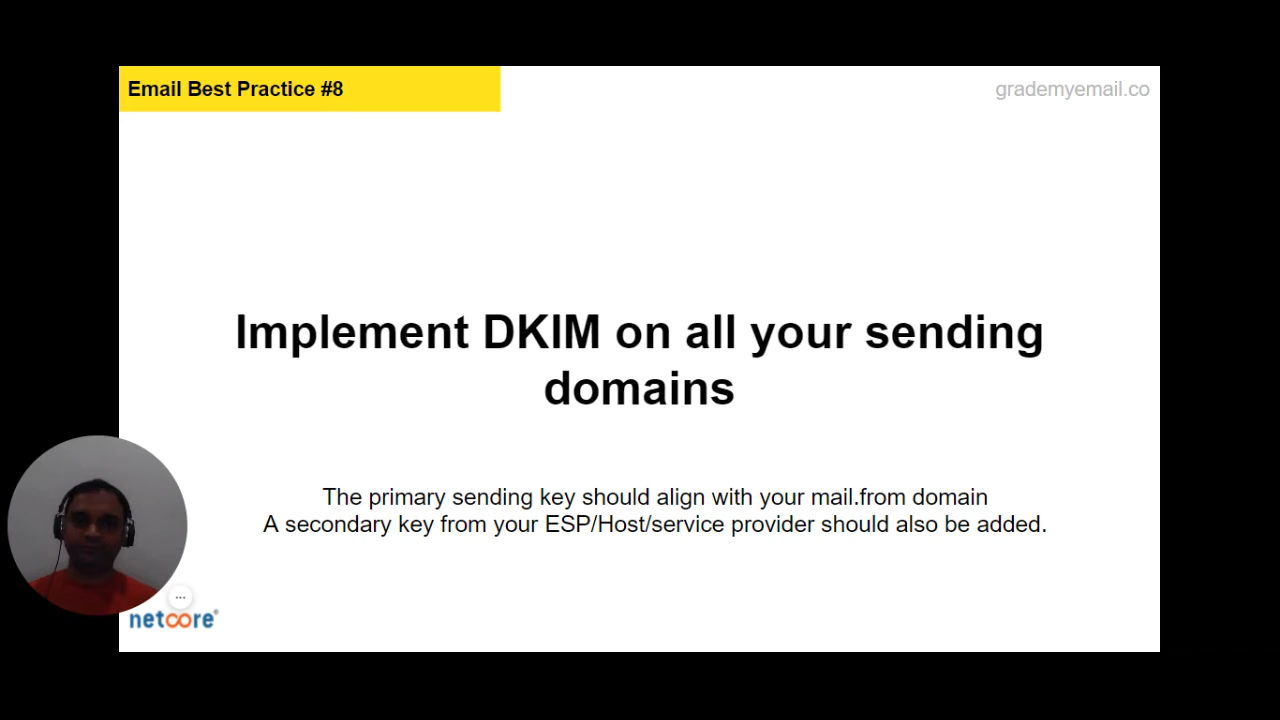 Email Best Practice #8
grademyemail.co
Implement DKIM on all your sending
domains
The primary sending key should align with your mail.from domain
A secondary key from your ESP/Host/service provider should also be added.
...
netcore®